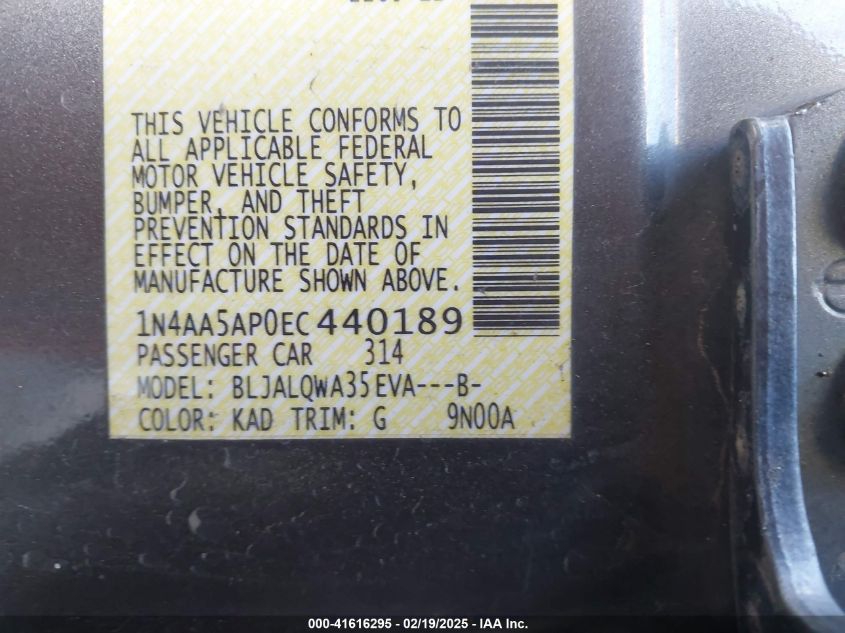 THIS VEHICLE CONFORMS TO
ALL APPLICABLE FEDERAL
MOTOR VEHICLE SAFETY,
BUMPER, AND THEFT
PREVENTION STANDARDS IN
EFFECT ON THE DATE OF
MANUFACTURE SHOWN ABOVE.
1N4AA5AP0EC440189
PASSENGER CAR 314
MODEL: BLJALQWA35EVA---B-
COLOR: KAD TRIM: G 9N00A
000-41616295 - 02/19/2025 - IAA Inc.